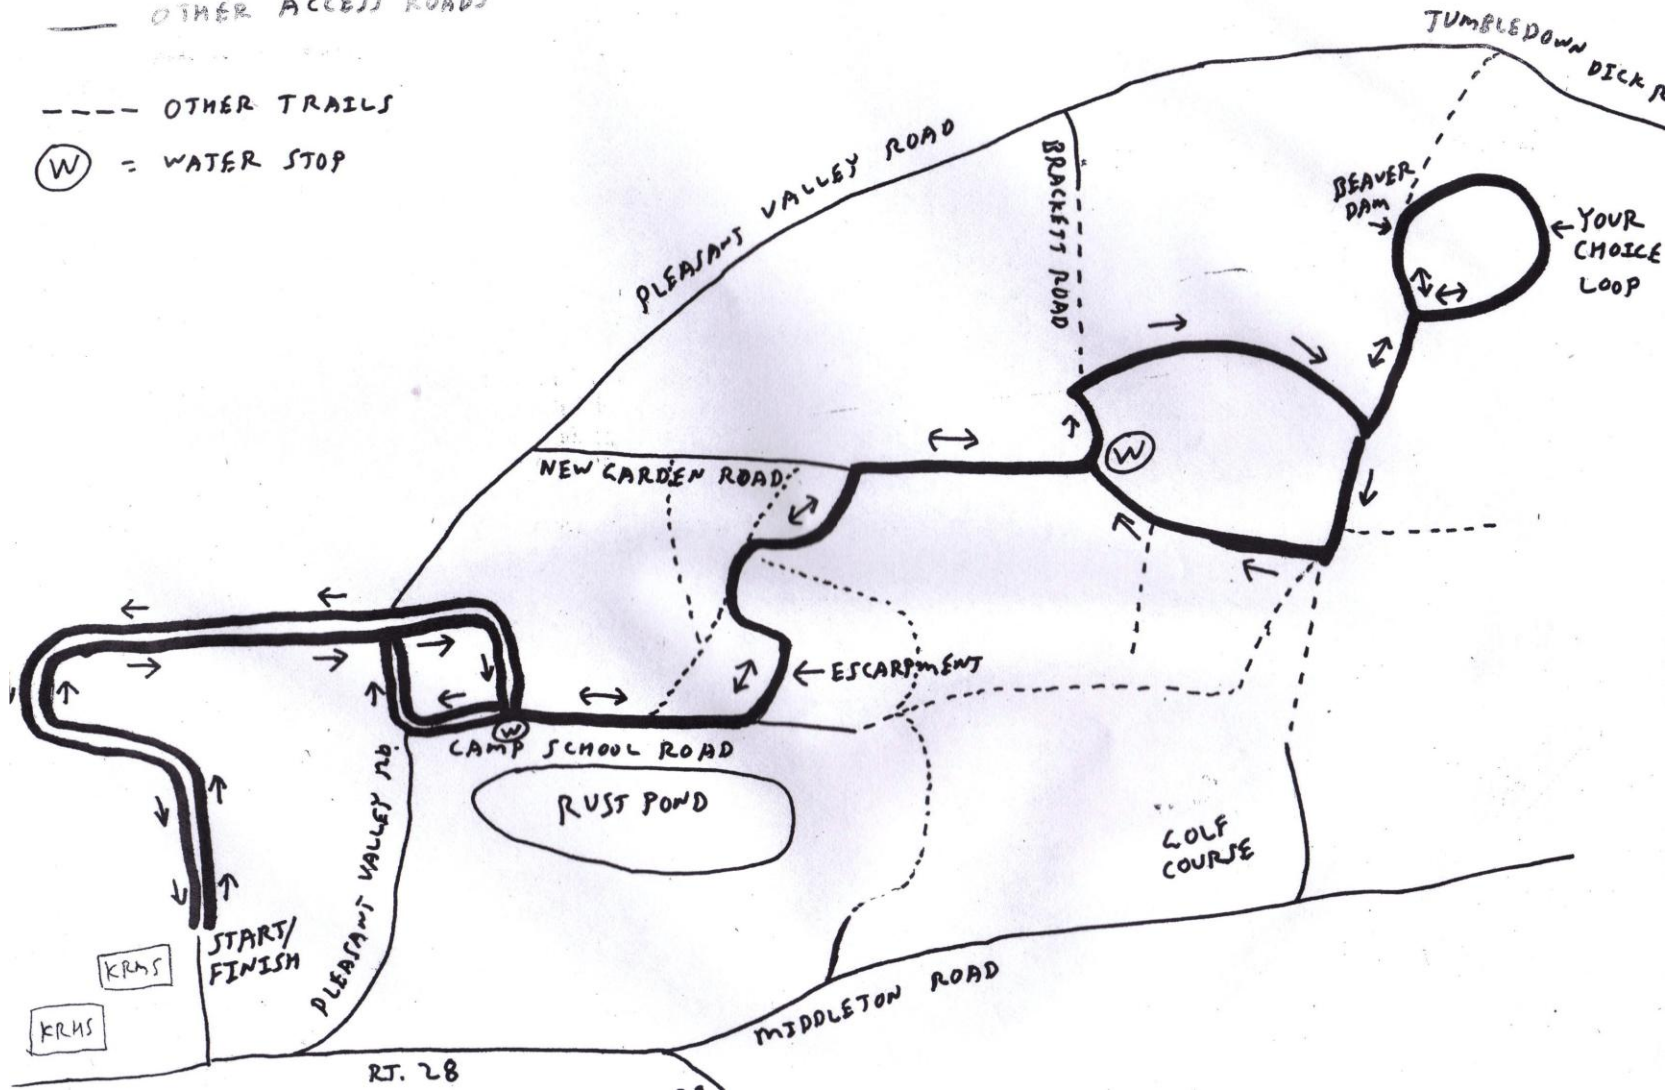 OTHER ACCESS ROADS
OTHER TRAILS
W = WATER STOP
TUMBLEDOWN DICK R
PLEASANT VALLEY ROAD
BRACKETT ROAD
BEAVER
DAM
YOUR
CHOICE
LOOP
W
NEW GARDEN ROAD
ESCARPMENT
W
CAMP SCHOOL ROAD
RUST POND
PLEASANT VALLEY RD.
GOLF
COURSE
START/
FINISH
KRMS
KRHS
MIDDLETON ROAD
RT. 28